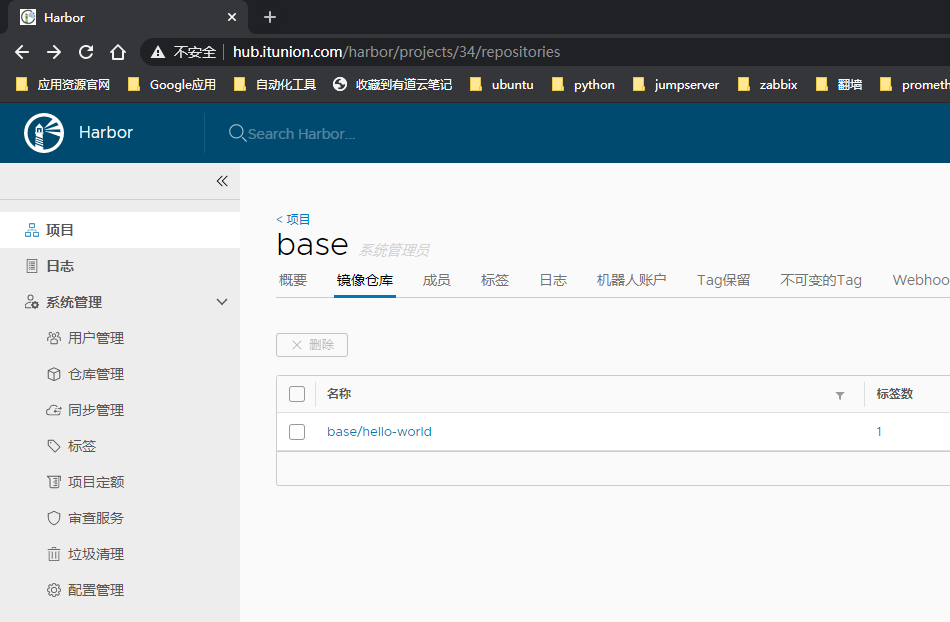 Harbor
不安全 hub.itunion.com/harbor/projects/34/repositories
应用资源官网 Google应用 自动化工具 收藏到有道云笔记 ubuntu python jumpserver zabbix 翻墙 prometh
Harbor Search Harbor...
项目
日志
系统管理
用户管理
仓库管理
同步管理
标签
项目定额
审查服务
垃圾清理
配置管理
< 项目
base 系统管理员
概要 镜像仓库 成员 标签 日志 机器人账户 Tag保留 不可变的Tag Webhoo
删除
名称 标签数
base/hello-world 1